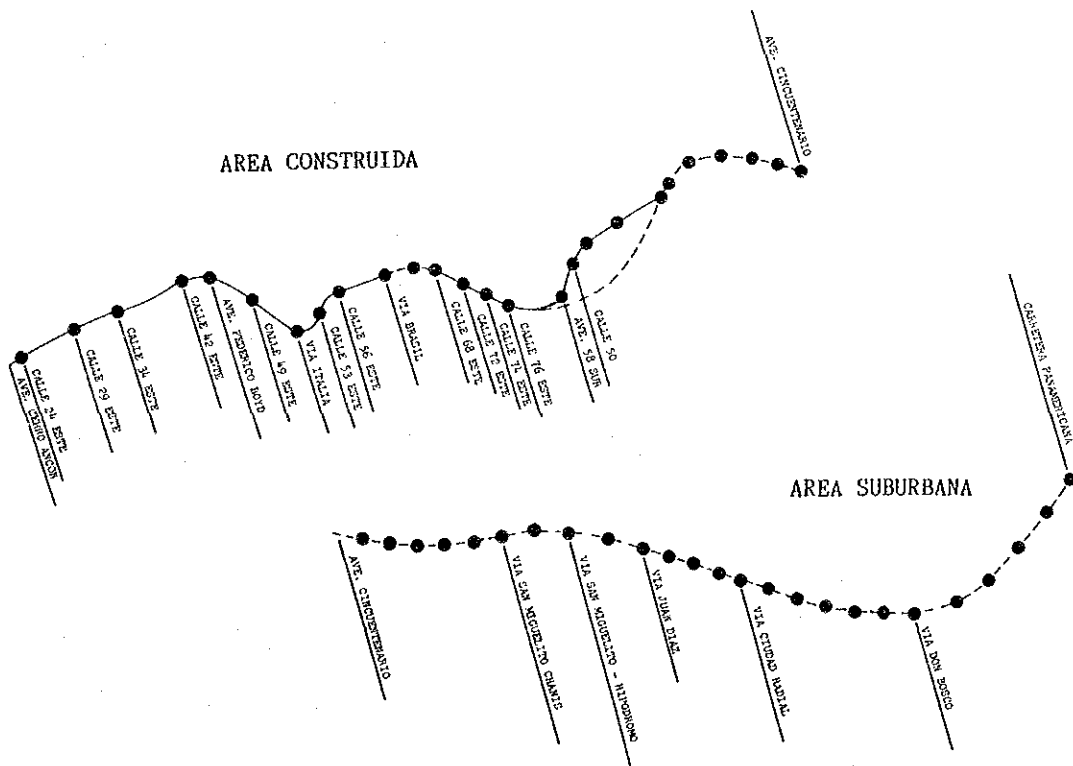 AVE. CINCUENTENARIO
AREA CONSTRUIDA
CALLE 24 ESTE
AVE. CERRO ANCON
CALLE 29 ESTE
CALLE 34 ESTE
CALLE 42 ESTE
AVE. FEDERICO BOYD
CALLE 49 ESTE
VIA ITALIA
CALLE 53 ESTE
CALLE 56 ESTE
VIA BRASIL
CALLE 68 ESTE
CALLE 72 ESTE
CALLE 74 ESTE
CALLE 76 ESTE
AVE. 58 SUR
CALLE 50
CARRETERA PANAMERICANA
AREA SUBURBANA
AVE. CINCUENTENARIO
VIA SAN MIGUELITO CHANIS
VIA SAN MIGUELITO - HIPODROMO
VIA JUAN DIAZ
VIA CIUDAD RADIAL
VIA DON BOSCO